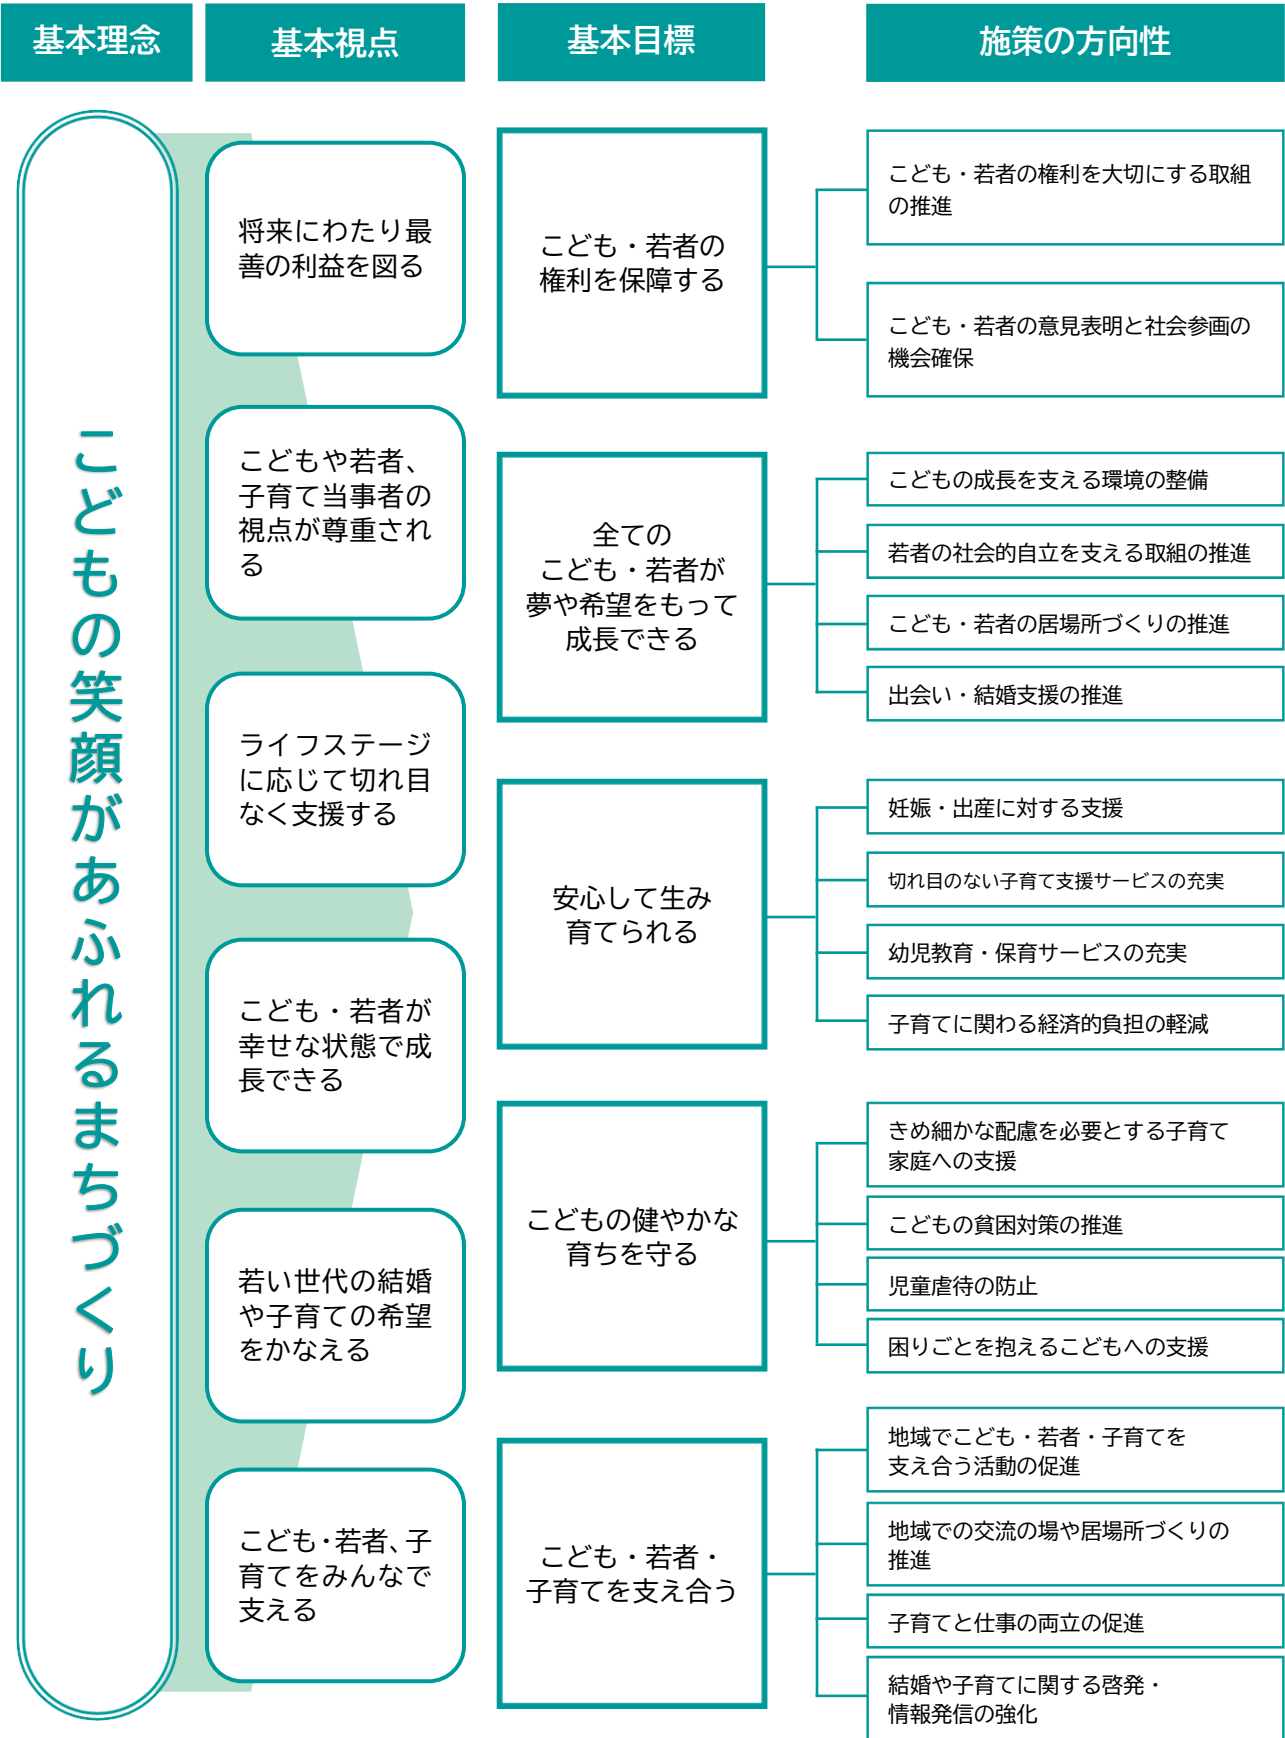 基本理念
基本視点
基本目標
施策の方向性
こどもの笑顔があふれるまちづくり
将来にわたり最
善の利益を図る
こどもや若者、
子育て当事者の
視点が尊重され
る
ライフステージ
に応じて切れ目
なく支援する
こども・若者が
幸せな状態で成
長できる
若い世代の結婚
や子育ての希望
をかなえる
こども・若者、子
育てをみんなで
支える
こども・若者の
権利を保障する
こども・若者の権利を大切にする取組
の推進
こども・若者の意見表明と社会参画の
機会確保
全ての
こども・若者が
夢や希望をもって
成長できる
こどもの成長を支える環境の整備
若者の社会的自立を支える取組の推進
こども・若者の居場所づくりの推進
出会い・結婚支援の推進
安心して生み
育てられる
妊娠・出産に対する支援
切れ目のない子育て支援サービスの充実
幼児教育・保育サービスの充実
子育てに関わる経済的負担の軽減
こどもの健やかな
育ちを守る
きめ細かな配慮を必要とする子育て
家庭への支援
こどもの貧困対策の推進
児童虐待の防止
困りごとを抱えるこどもへの支援
こども・若者・
子育てを支え合う
地域でこども・若者・子育てを
支え合う活動の促進
地域での交流の場や居場所づくりの
推進
子育てと仕事の両立の促進
結婚や子育てに関する啓発・
情報発信の強化